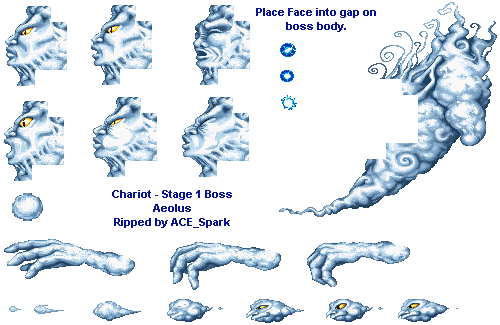 Place Face into gap on
boss body.
Chariot - Stage 1 Boss
Aeolus
Ripped by ACE_Spark